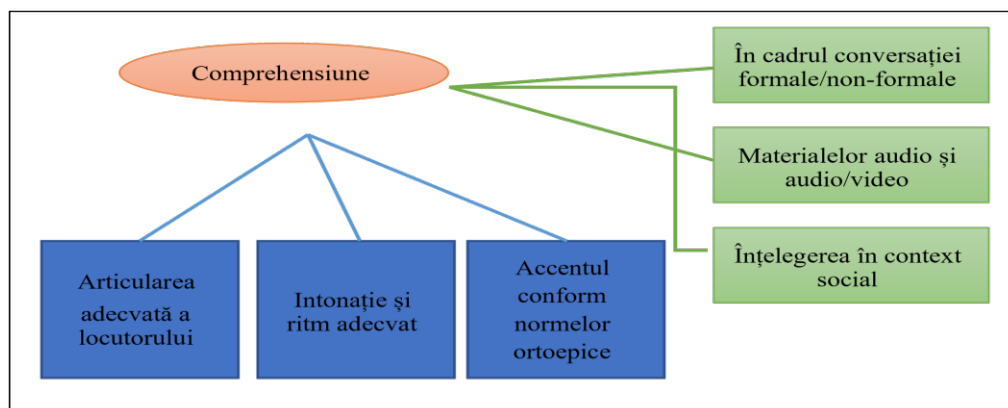 Comprehensiune
În cadrul conversației
formale/non-formale
Materialelor audio și
audio/video
Înțelegerea în context
social
Articularea
adecvată a
locutorului
Intonație și
ritm adecvat
Accentul
conform
normelor
ortoepice